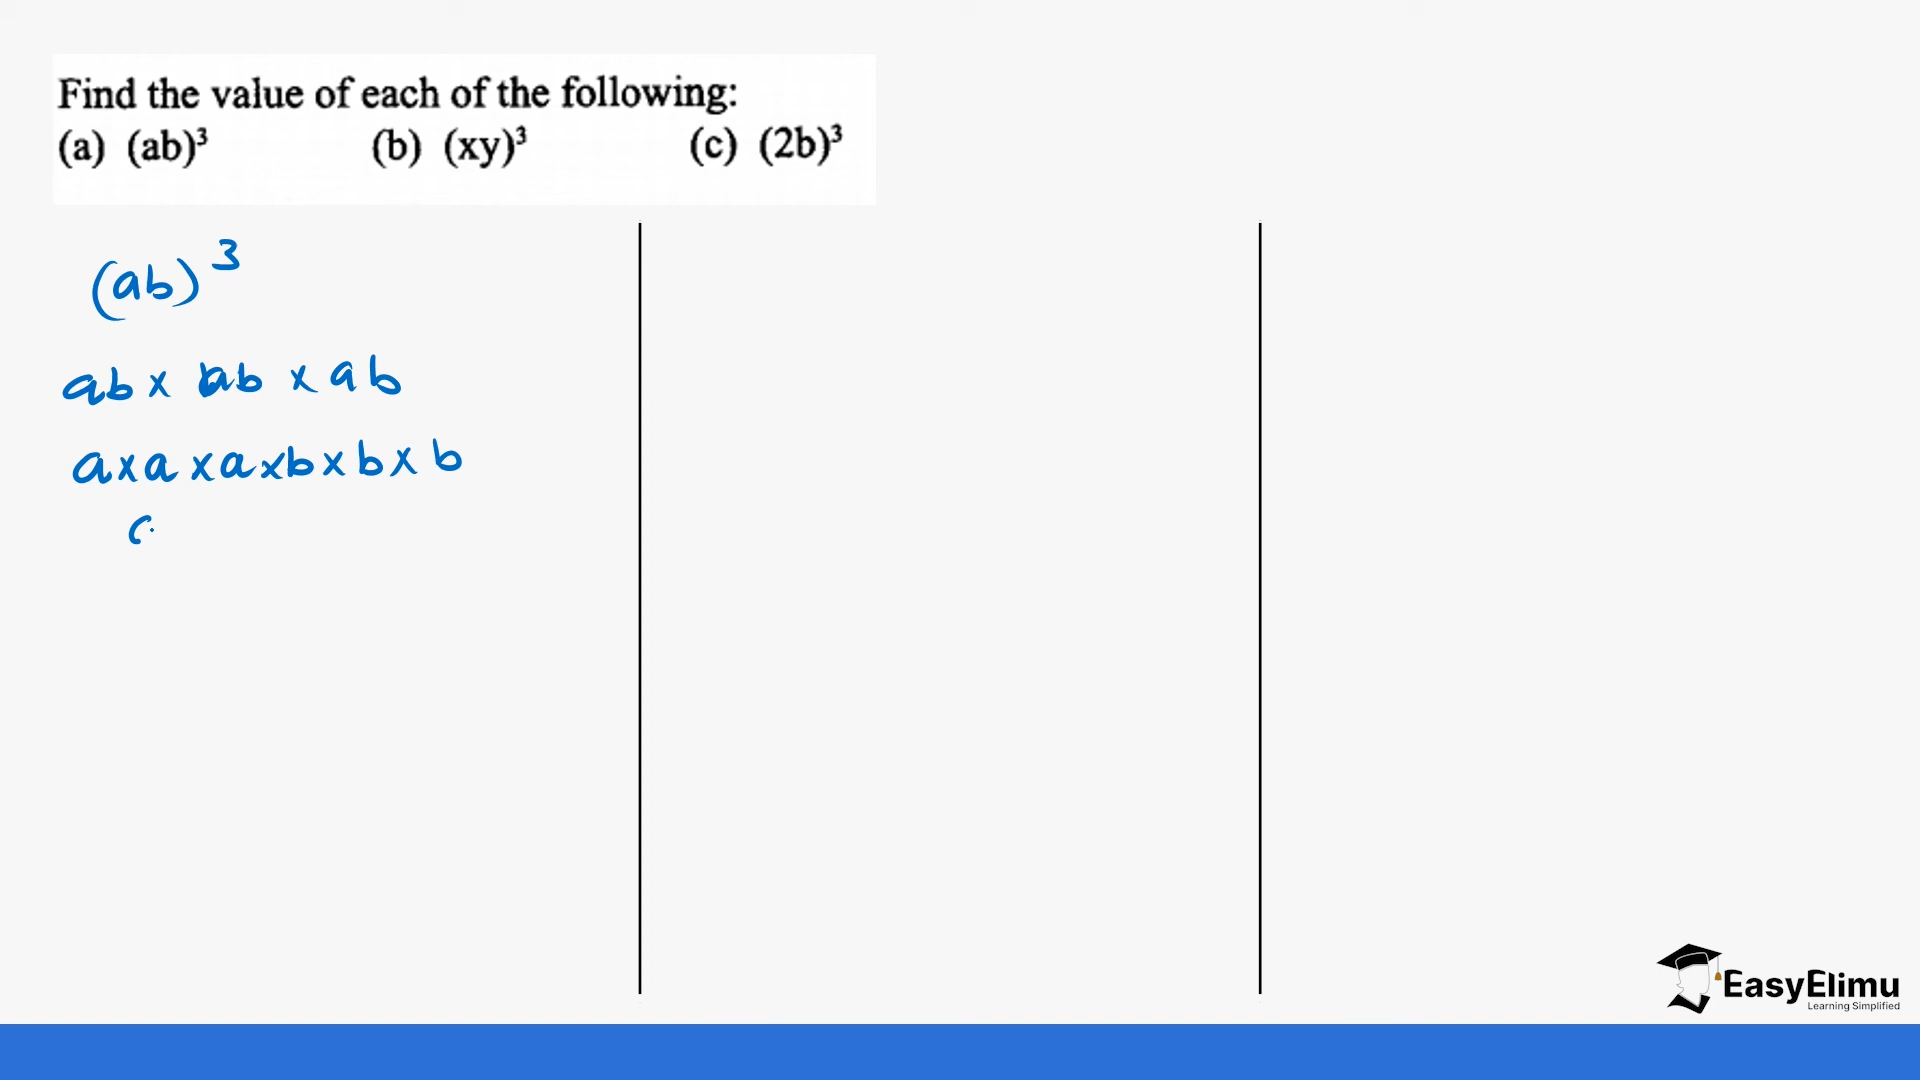 Find the value of each of the following:
(a) (ab)³ (b) (xy)³ (c) (2b)³
(ab)³
ab x ab x ab
a x a x a x b x b x b
EasyElimu
Learning Simplified